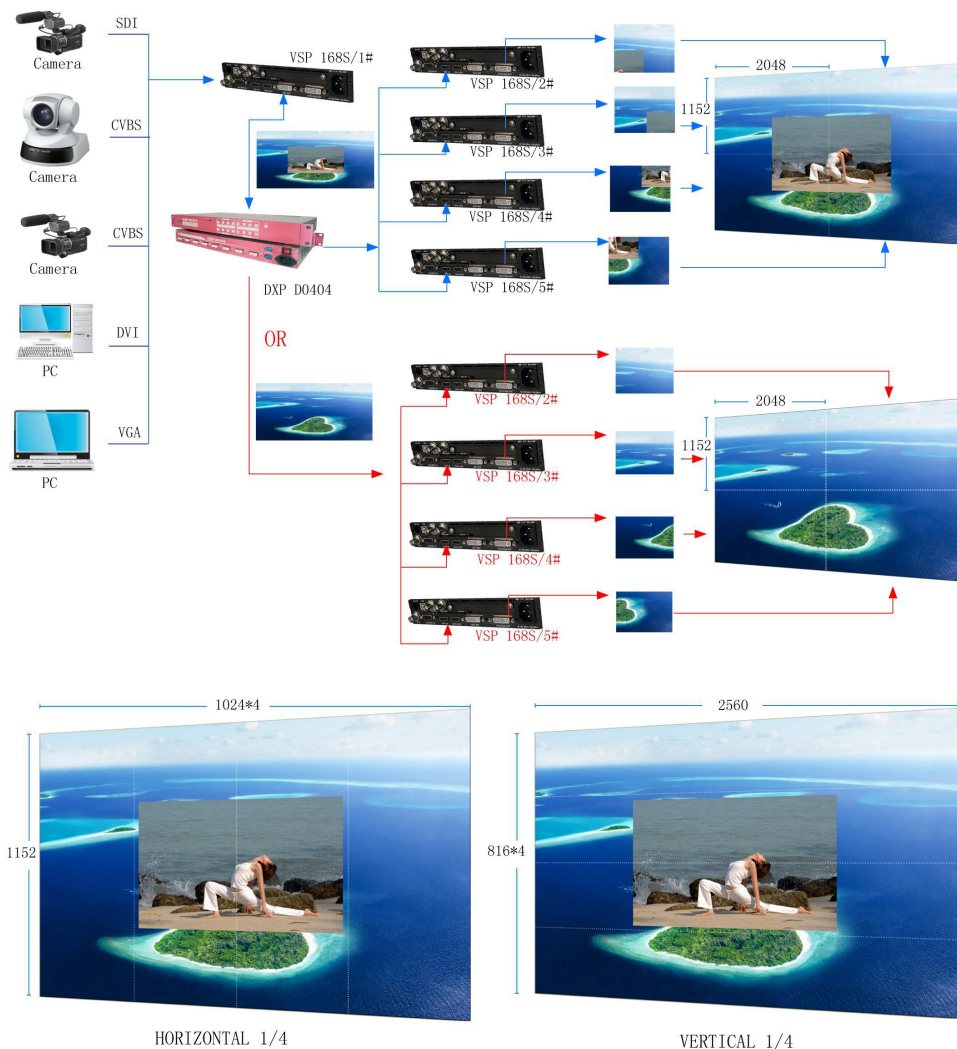 SDI
Camera
CVBS
Camera
CVBS
Camera
DVI
PC
VGA
PC
VSP 168S/1#
DXP D0404
OR
VSP 168S/2#
VSP 168S/3#
VSP 168S/4#
VSP 168S/5#
2048
1152
VSP 168S/2#
VSP 168S/3#
VSP 168S/4#
VSP 168S/5#
2048
1152
1024*4
1152
HORIZONTAL 1/4
2560
816*4
VERTICAL 1/4